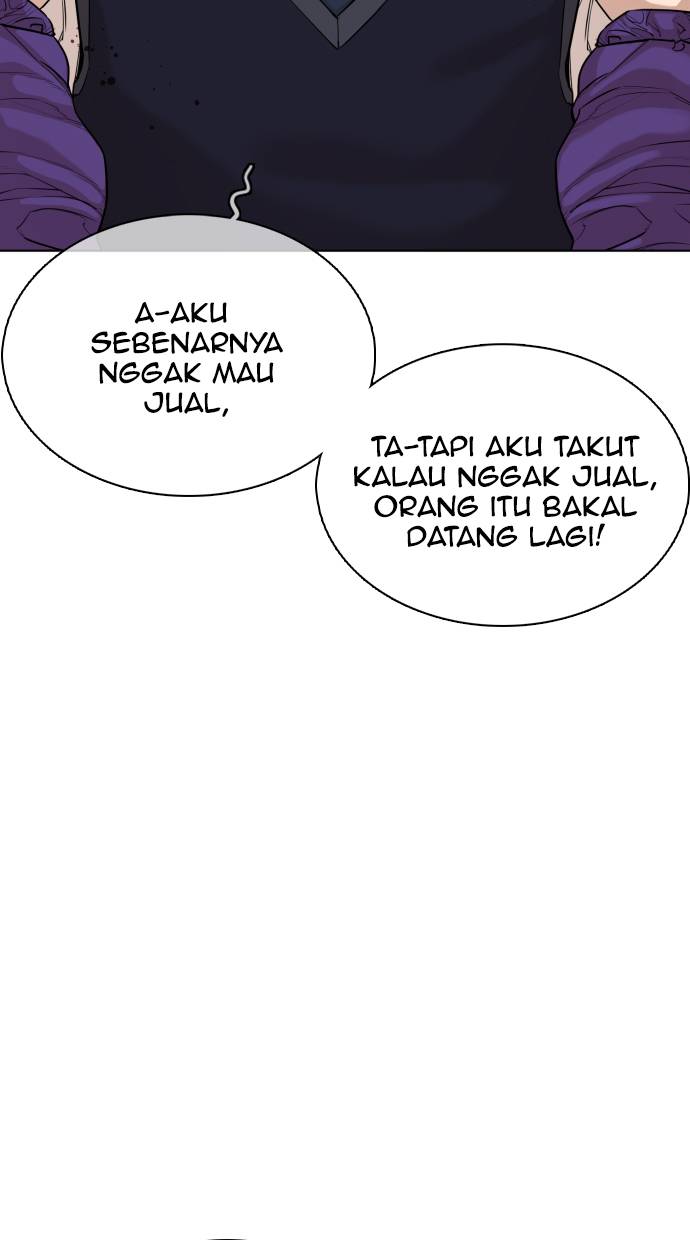 A-AKU
SEBENARNYA
NGGAK MAU
JUAL,
TA-TAPI AKU TAKUT
KALAU NGGAK JUAL,
ORANG ITU BAKAL
DATANG LAGI!